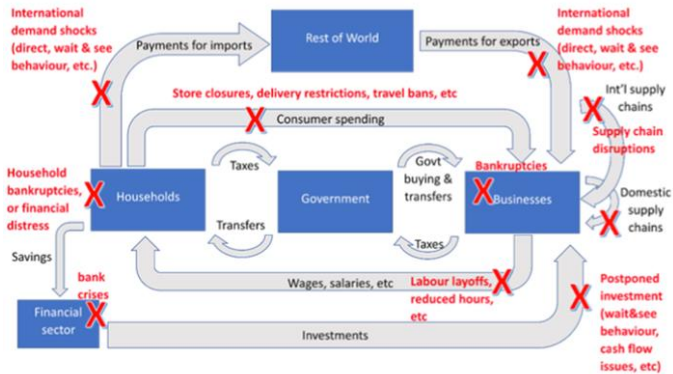 International
demand shocks
(direct, wait & see
behaviour, etc.)
Payments for imports
Rest of World
Payments for exports
International
demand shocks
(direct, wait & see
behaviour, etc.)
Store closures, delivery restrictions, travel bans, etc
Consumer spending
Int'l supply
chains
Supply chain
disruptions
Household
bankruptcies,
or financial
distress
Households
Taxes
Transfers
Government
Govt
buying &
transfers
Taxes
Bankruptcies
Businesses
Domestic
supply
chains
Savings
bank
crises
Financial
sector
Wages, salaries, etc
Labour layoffs,
reduced hours,
etc
Investments
Postponed
investment
(wait&see
behaviour,
cash flow
issues, etc)